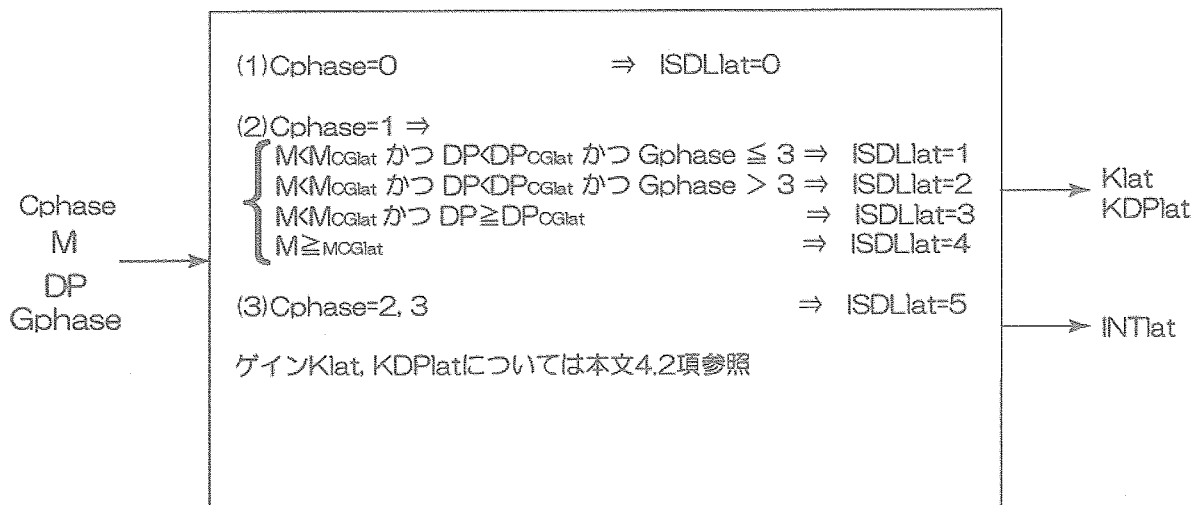 Cphase
M
DP
Gphase
(1)Cphase=0 ⇒ ISDLlat=0
(2)Cphase=1 ⇒
M<MCGlat かつ DP<DPCGlat かつ Gphase ≦ 3 ⇒ ISDLlat=1
M<MCGlat かつ DP<DPCGlat かつ Gphase > 3 ⇒ ISDLlat=2
M<MCGlat かつ DP≧DPCGlat ⇒ ISDLlat=3
M≧MCGlat ⇒ ISDLlat=4
(3)Cphase=2, 3 ⇒ ISDLlat=5
ゲインKlat, KDPlatについては本文4.2項参照
Klat
KDPlat
INTlat